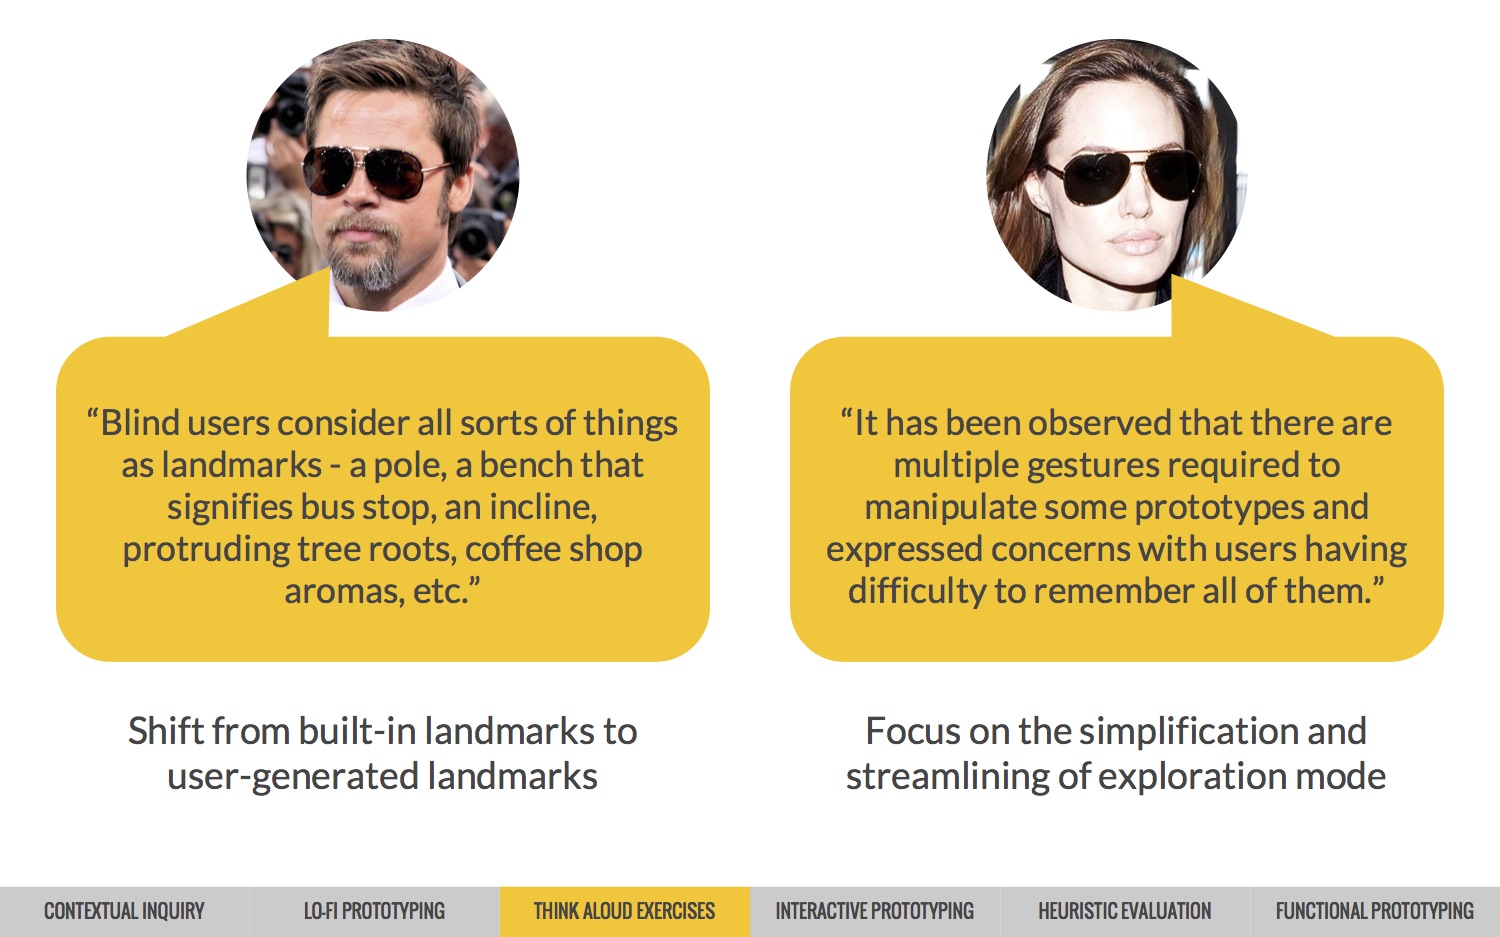 “Blind users consider all sorts of things
as landmarks - a pole, a bench that
signifies bus stop, an incline,
protruding tree roots, coffee shop
aromas, etc.”
Shift from built-in landmarks to
user-generated landmarks
“It has been observed that there are
multiple gestures required to
manipulate some prototypes and
expressed concerns with users having
difficulty to remember all of them.”
Focus on the simplification and
streamlining of exploration mode
CONTEXTUAL INQUIRY
LO-FI PROTOTYPING
THINK ALOUD EXERCISES
INTERACTIVE PROTOTYPING
HEURISTIC EVALUATION
FUNCTIONAL PROTOTYPING